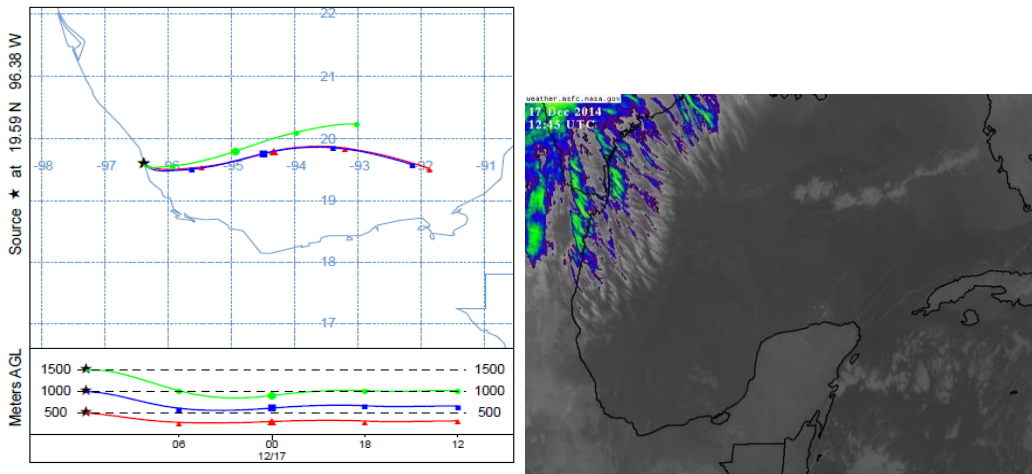 Source ★ at 19.59 N 96.38 W
22
21
20
-98 -97 -96 -95 -94 -93 -92 -91
19
18
17
Meters AGL
1500 1500
1000 1000
500 500
06 00 18 12
12/17
weather.msfc.nasa.gov
17 Dec 2014
12:45 UTC